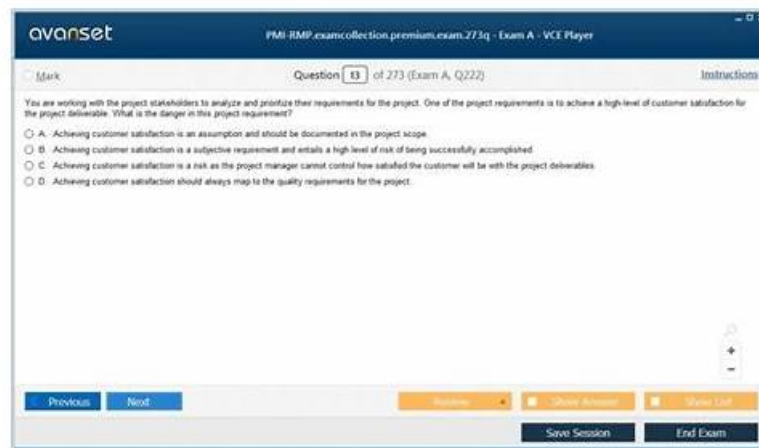 avanset
PMI-RMP.examcollection.premium.exam.273q - Exam A - VCE Player
Mark
Question 13 of 273 (Exam A, Q222)
Instructions
You are working with the project stakeholders to analyze and prioritize their requirements for the project. One of the project requirements is to achieve a high-level of customer satisfaction for
the project deliverable. What is the danger in this project requirement?
A. Achieving customer satisfaction is an assumption and should be documented in the project scope.
B. Achieving customer satisfaction is a subjective requirement and entails a high level of risk of being successfully accomplished.
C. Achieving customer satisfaction is a risk as the project manager cannot control how satisfied the customer will be with the project deliverables.
D. Achieving customer satisfaction should always map to the quality requirements for the project.
Previous
Next
Review
Show Answer
Show List
Save Session
End Exam